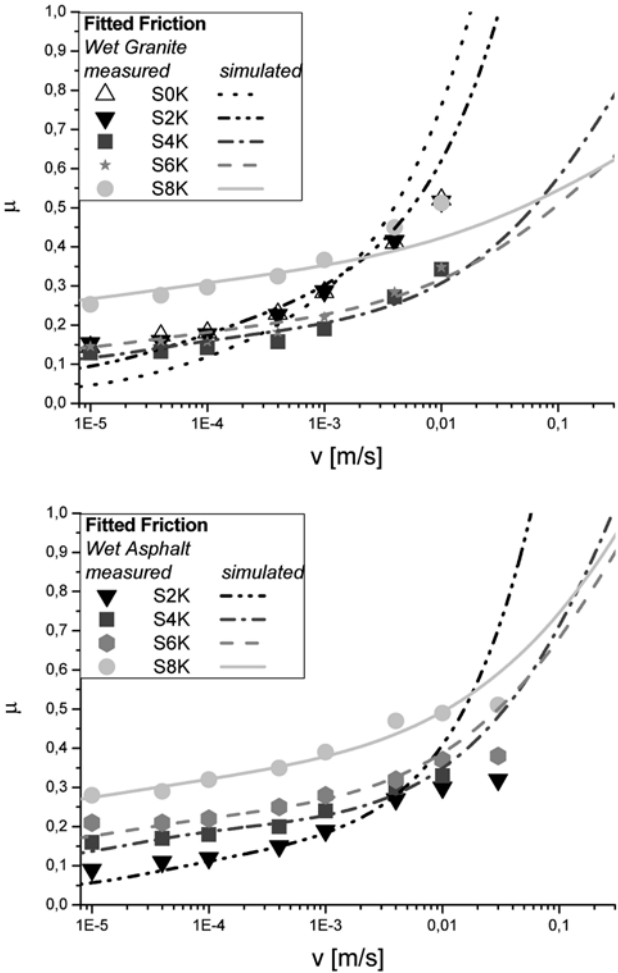 Fitted Friction
Wet Granite
measured simulated
S0K
S2K
S4K
S6K
S8K
1,0
0,9
0,8
0,7
0,6
0,5
0,4
0,3
0,2
0,1
0,0
μ
1E-5 1E-4 1E-3 0,01 0,1
v [m/s]
Fitted Friction
Wet Asphalt
measured simulated
S2K
S4K
S6K
S8K
1,0
0,9
0,8
0,7
0,6
0,5
0,4
0,3
0,2
0,1
0,0
μ
1E-5 1E-4 1E-3 0,01 0,1
v [m/s]